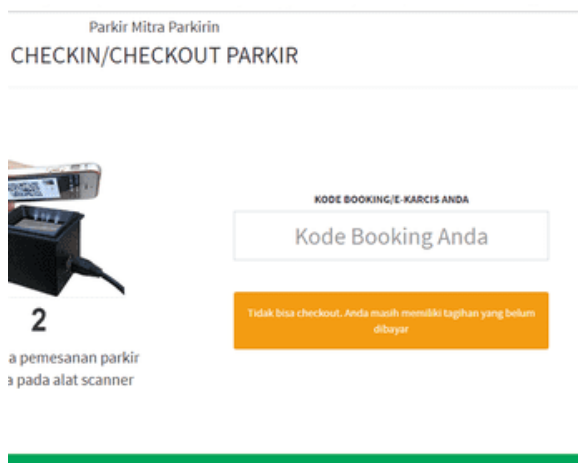 Parkir Mitra Parkirin
CHECKIN/CHECKOUT PARKIR
KODE BOOKING/E-KARCIS ANDA
Kode Booking Anda
Tidak bisa checkout. Anda masih memiliki tagihan yang belum
dibayar
2
a pemesanan parkir
a pada alat scanner